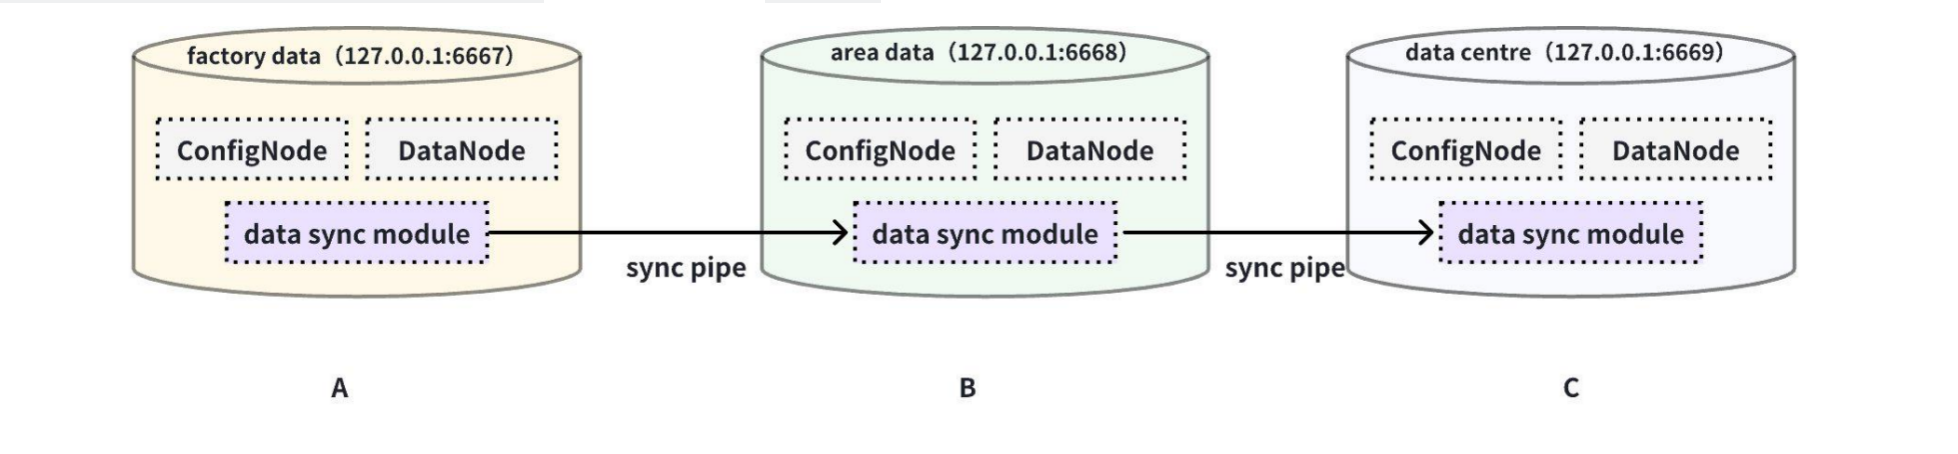 factory data（127.0.0.1:6667）
area data（127.0.0.1:6668）
data centre（127.0.0.1:6669）
ConfigNode
DataNode
ConfigNode
DataNode
ConfigNode
DataNode
data sync module
data sync module
data sync module
sync pipe
sync pipe
A
B
C